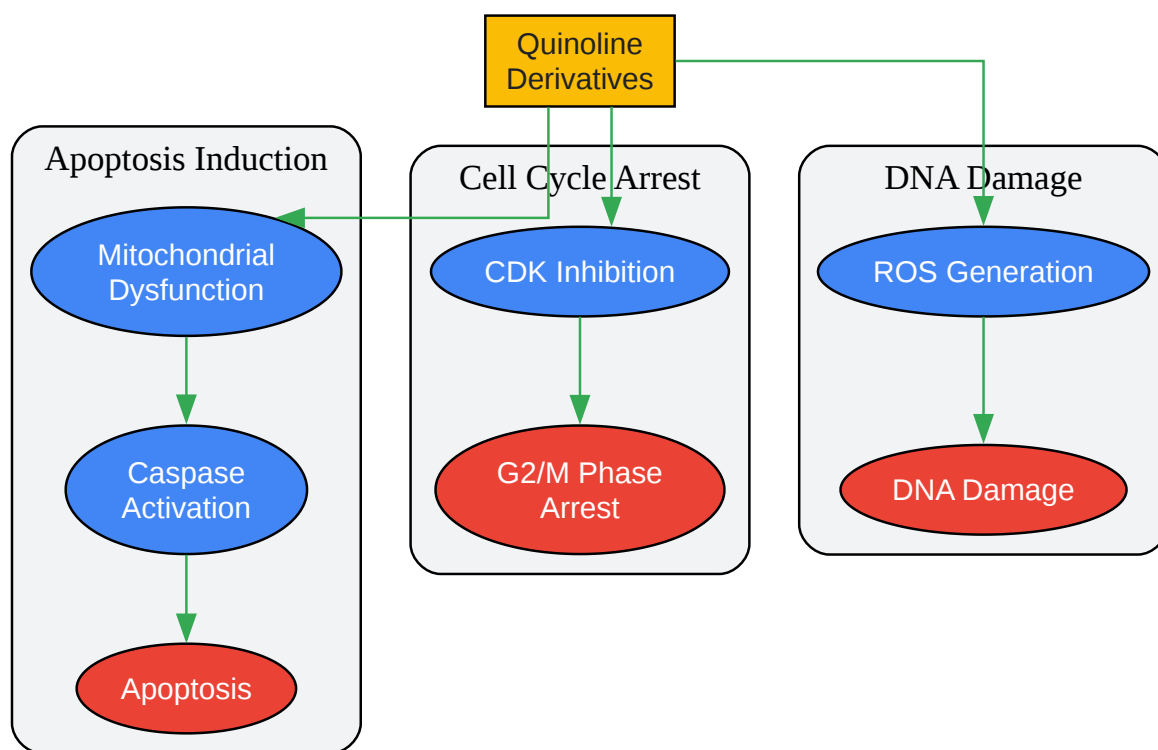 Quinoline
Derivatives
Apoptosis Induction
Mitochondrial
Dysfunction
Caspase
Activation
Apoptosis
Cell Cycle Arrest
CDK Inhibition
G2/M Phase
Arrest
DNA Damage
ROS Generation
DNA Damage